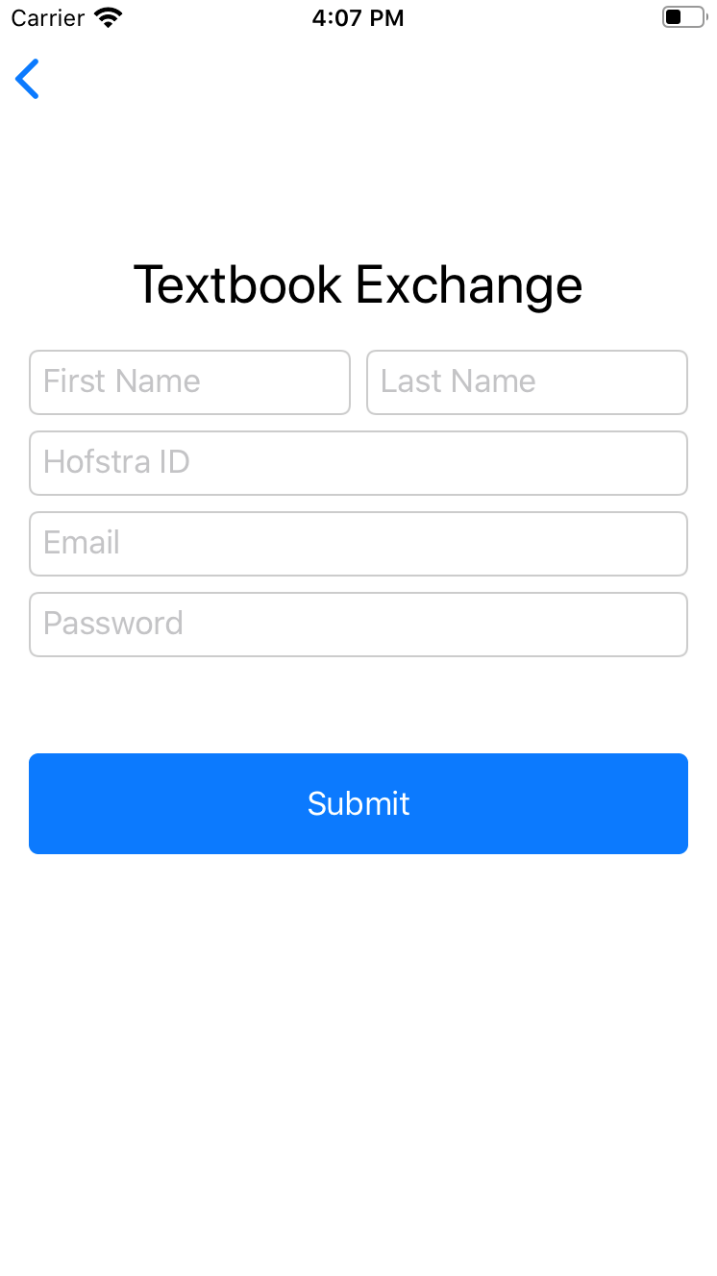 Carrier 4:07 PM
Textbook Exchange
First Name Last Name
Hofstra ID
Email
Password
Submit